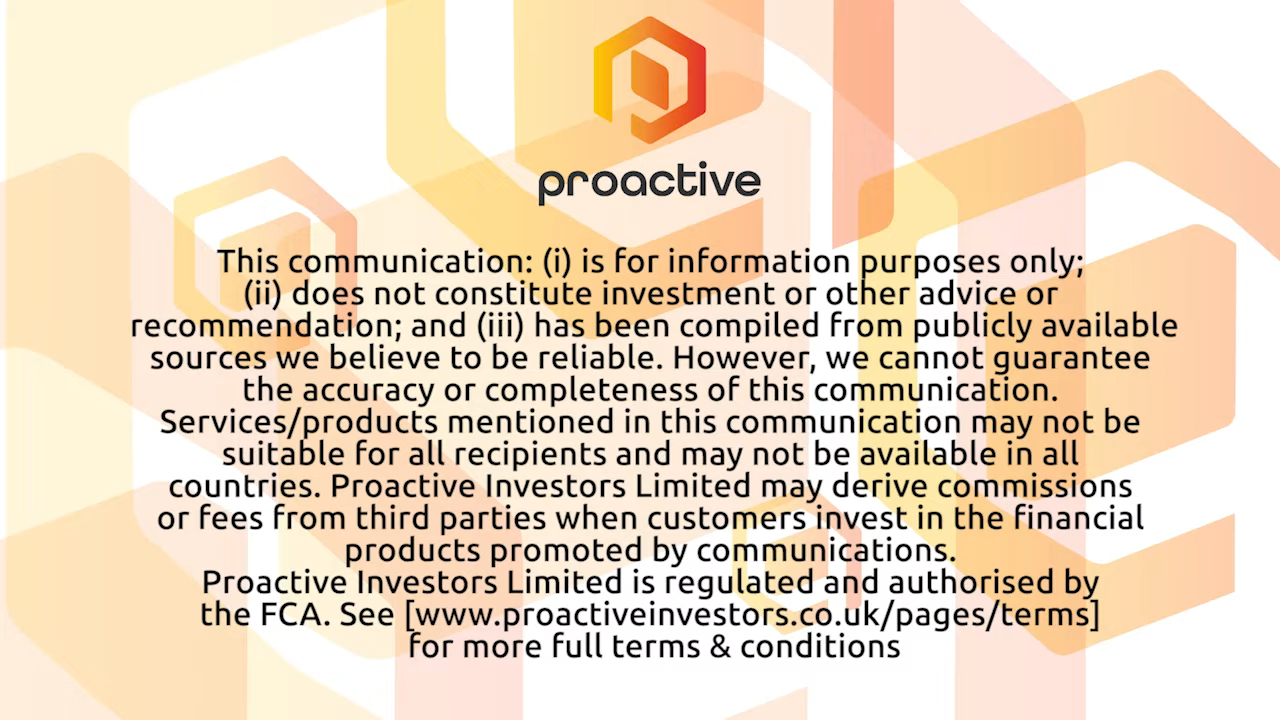 proactive
This communication: (i) is for information purposes only;
(ii) does not constitute investment or other advice or
recommendation; and (iii) has been compiled from publicly available
sources we believe to be reliable. However, we cannot guarantee
the accuracy or completeness of this communication.
Services/products mentioned in this communication may not be
suitable for all recipients and may not be available in all
countries. Proactive Investors Limited may derive commissions
or fees from third parties when customers invest in the financial
products promoted by communications.
Proactive Investors Limited is regulated and authorised by
the FCA. See [www.proactiveinvestors.co.uk/pages/terms]
for more full terms & conditions